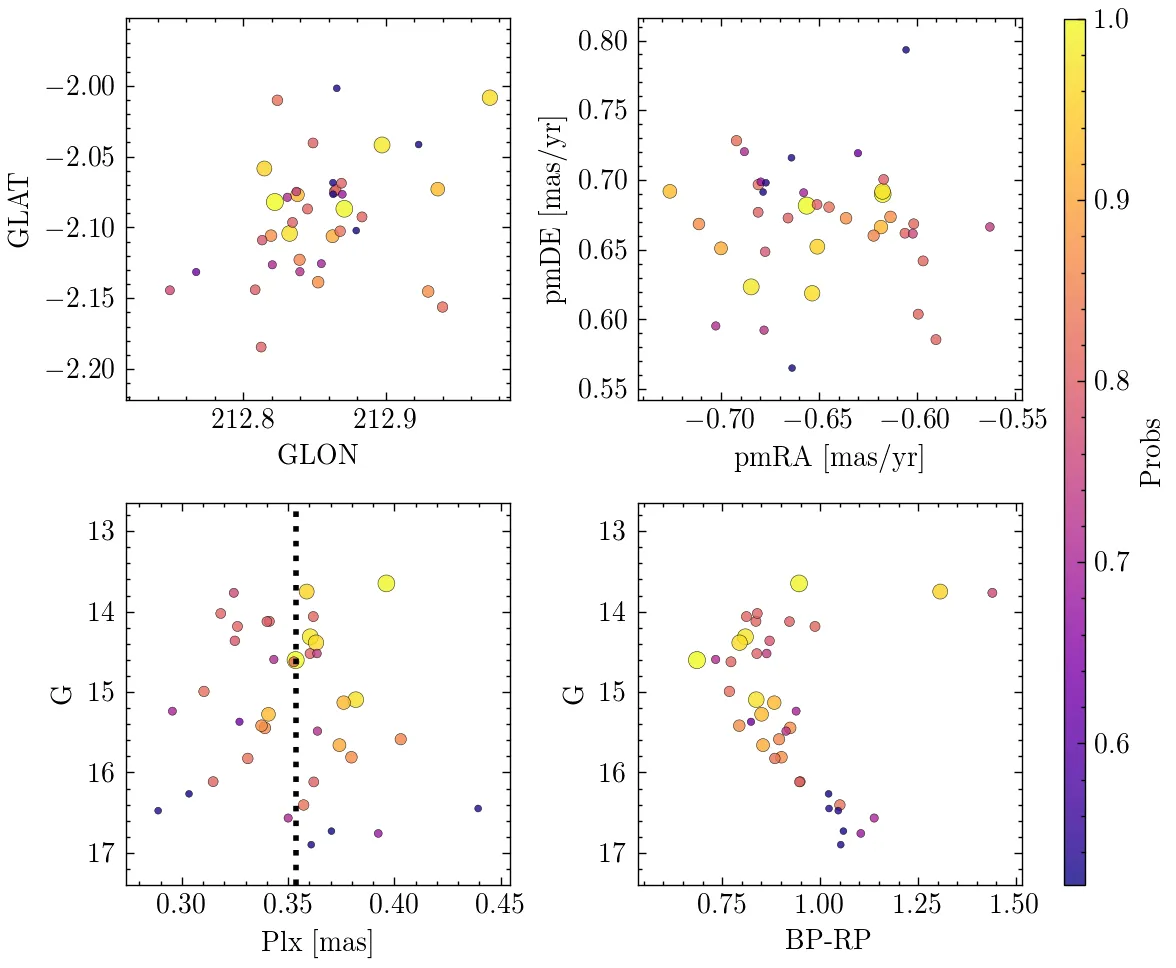 −2.00
−2.05
−2.10
−2.15
−2.20
GLAT
212.8 212.9
GLON
0.80
0.75
0.70
0.65
0.60
0.55
pmDE [mas/yr]
−0.70 −0.65 −0.60 −0.55
pmRA [mas/yr]
13
14
15
16
17
G
0.30 0.35 0.40 0.45
Plx [mas]
13
14
15
16
17
G
0.75 1.00 1.25 1.50
BP-RP
1.0
0.9
0.8
0.7
0.6
Probs